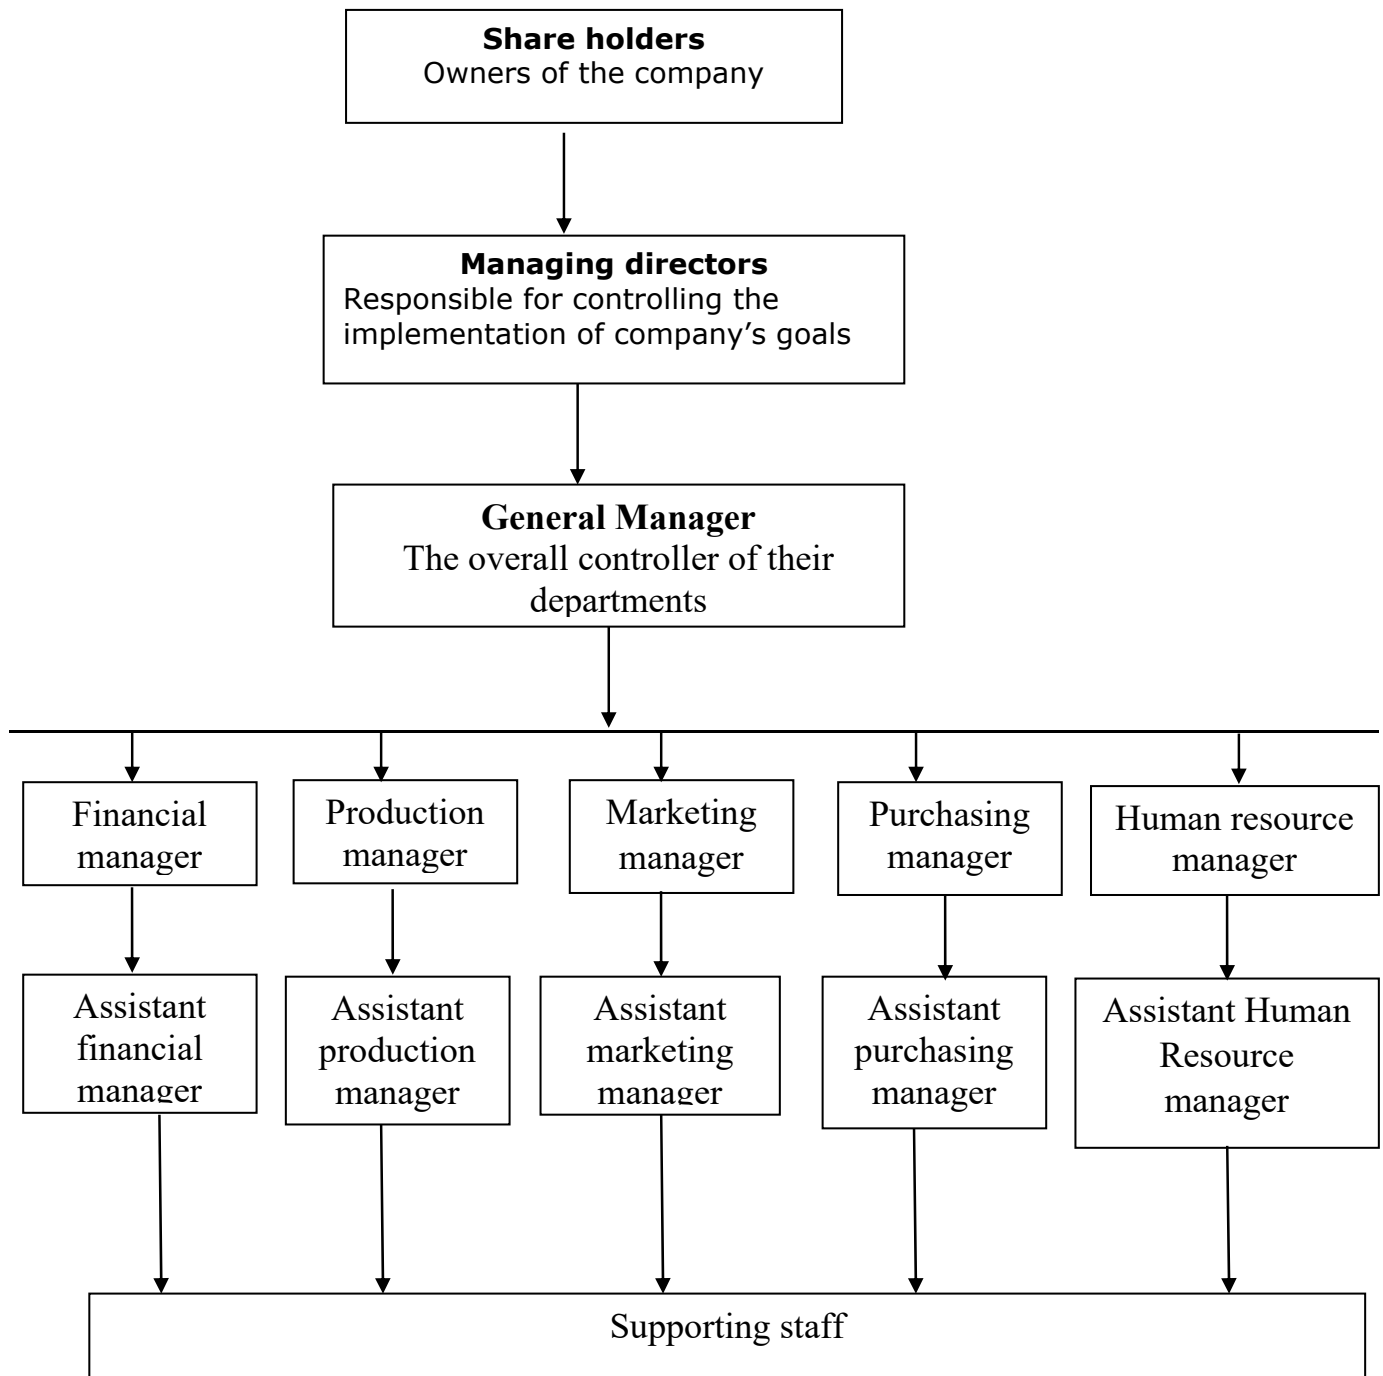 Share holders
Owners of the company
Managing directors
Responsible for controlling the
implementation of company’s goals
General Manager
The overall controller of their
departments
Financial
manager
Production
manager
Marketing
manager
Purchasing
manager
Human resource
manager
Assistant
financial
manager
Assistant
production
manager
Assistant
marketing
manager
Assistant
purchasing
manager
Assistant Human
Resource
manager
Supporting staff